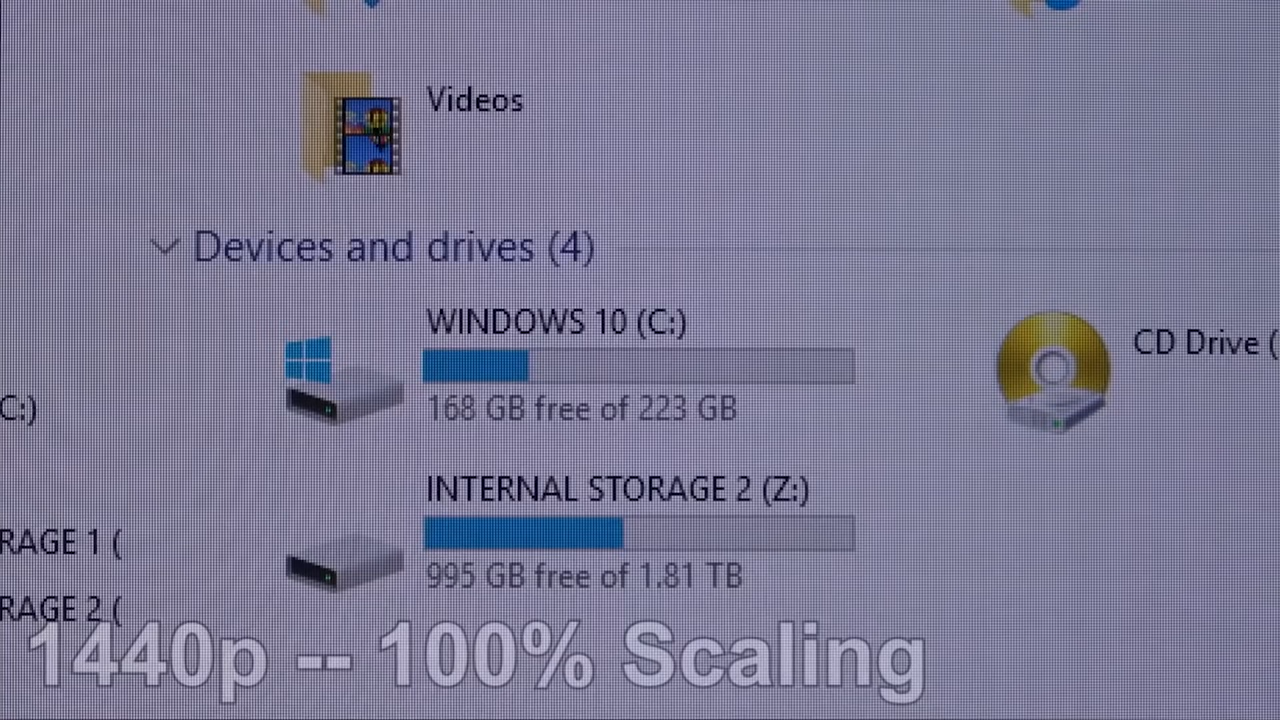 Videos
Devices and drives (4)
WINDOWS 10 (C:)
168 GB free of 223 GB
CD Drive (
C:)
INTERNAL STORAGE 2 (Z:)
995 GB free of 1.81 TB
RAGE 1 (
RAGE 2 (
1440p -- 100% Scaling